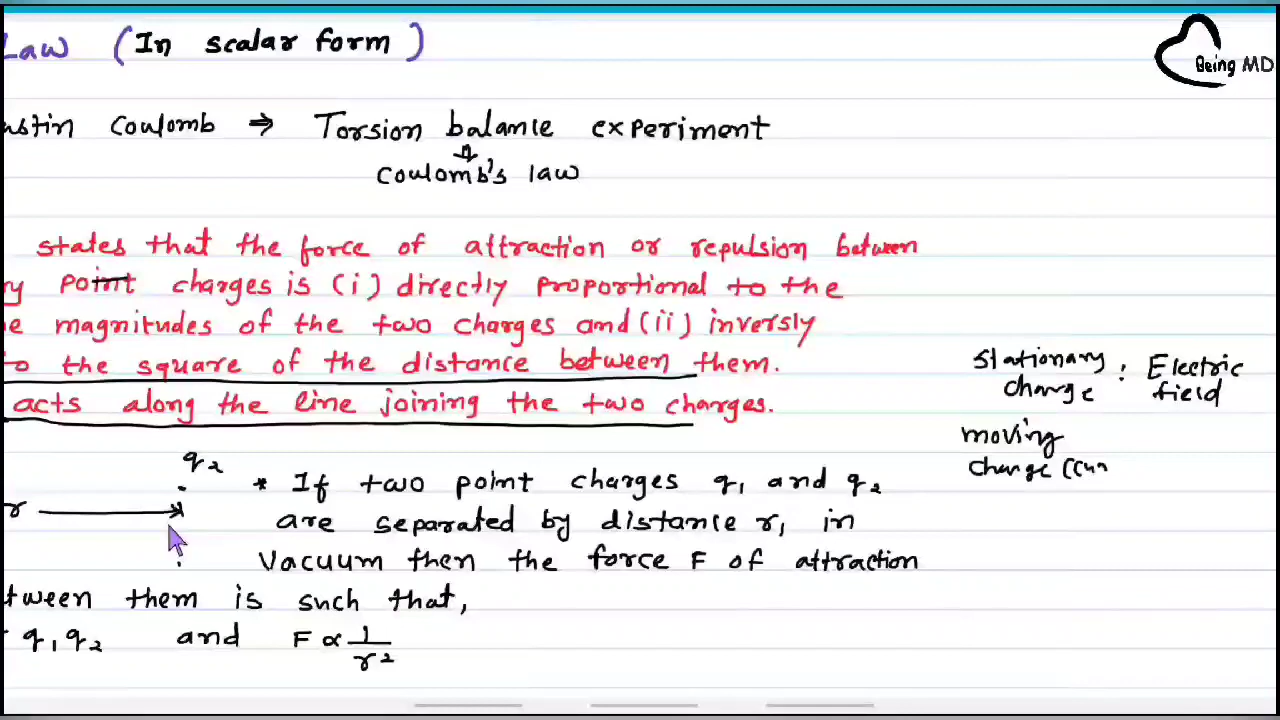 Law (In scalar form)
Being MD
ustin Coulomb ⇒ Torsion balance experiment
⇓
Coulomb's law
states that the force of attraction or repulsion between
ry point charges is (i) directly proportional to the
e magnitudes of the two charges and (ii) inversly
to the square of the distance between them.
acts along the line joining the two charges.
stationary charge : Electric field
moving charge (cur
q₂
r
* If two point charges q₁ and q₂
are separated by distance r, in
Vacuum then the force F of attraction
tween them is such that,
q₁q₂ and F ∝ 1/r²